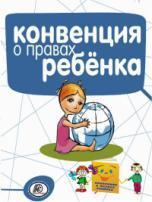 конвенция
о правах
ребёнка